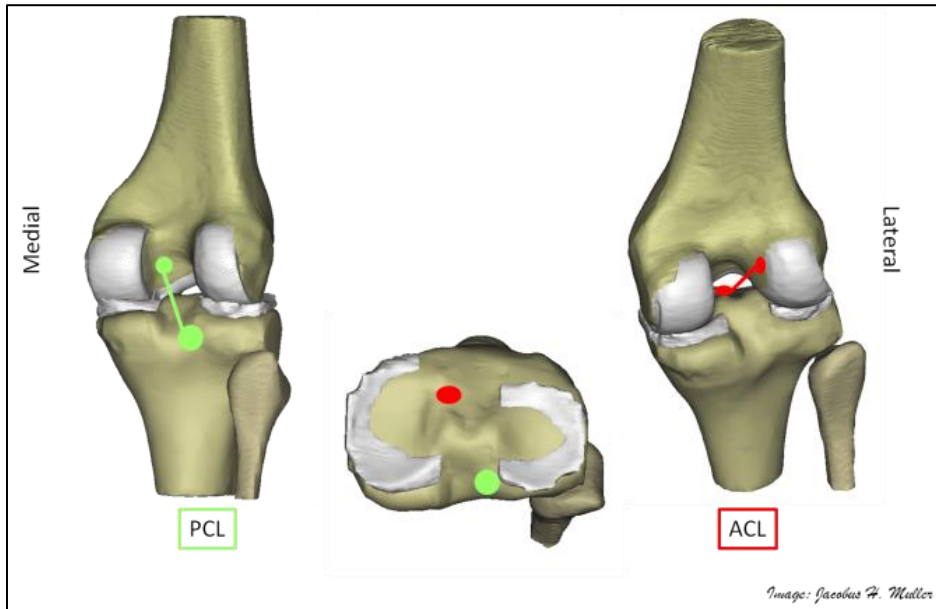 Medial
Lateral
PCL
ACL
Image: Jacobus H. Muller